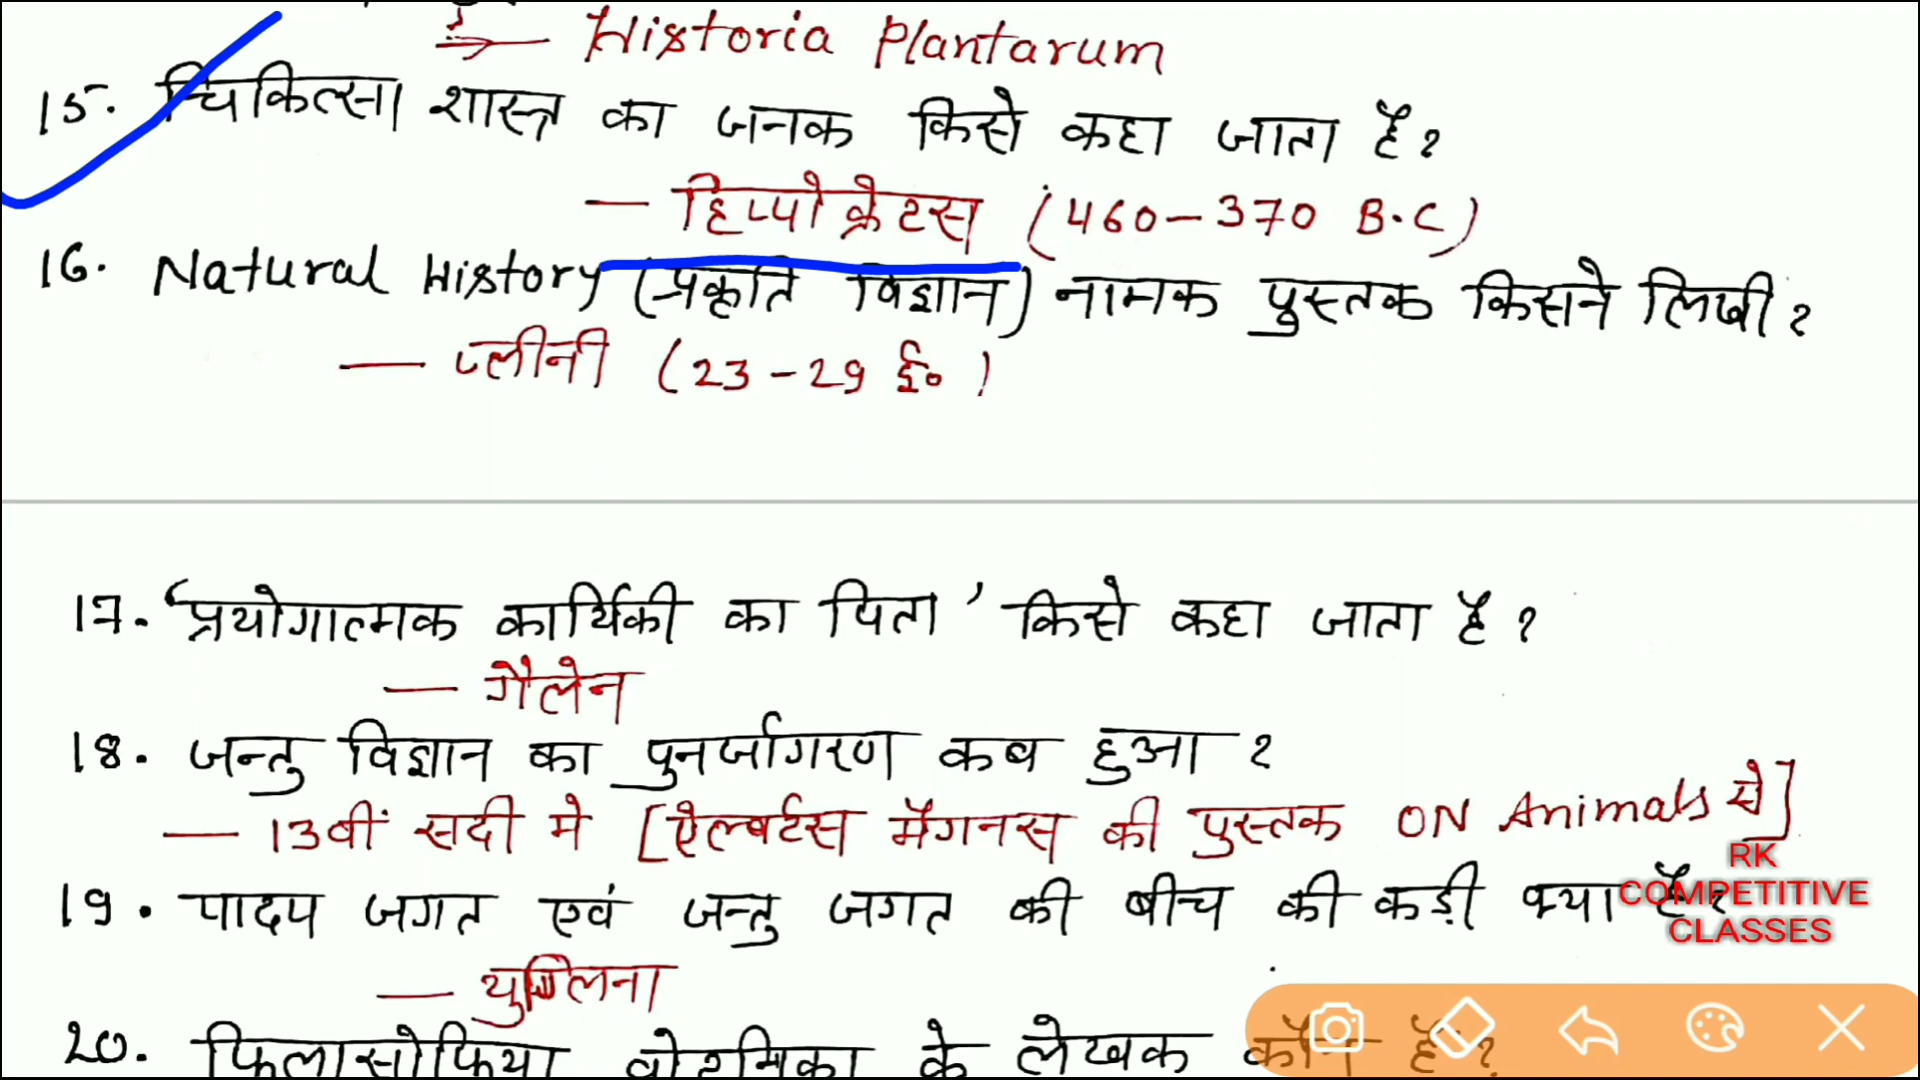 Historia Plantarum
15. चिकित्सा शास्त्र का जनक किसे कहा जाता है?
— हिप्पोक्रेटस (460–370 B.C)
16. Natural History (प्रकृति विज्ञान) नामक पुस्तक किसने लिखी?
— प्लीनी (23-29 ई०)
17. 'प्रयोगात्मक कार्यिकी का पिता' किसे कहा जाता है?
— गैलेन
18. जन्तु विज्ञान का पुनर्जागरण कब हुआ?
— 13वीं सदी मे [ऐल्बर्टस मैगनस की पुस्तक ON Animals से]
19. पादप जगत एवं जन्तु जगत की बीच की कड़ी क्या है?
RK
COMPETITIVE
CLASSES
— युग्लिना
20. फिलासोफिया बोटेनिका के लेखक कौन है?